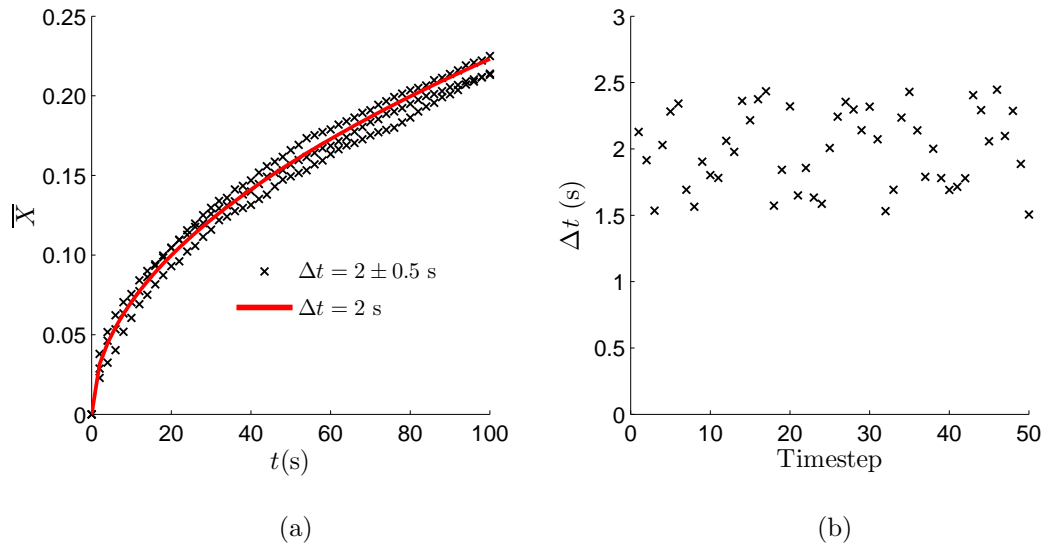 0.25
0.20
0.15
0.10
0.05
0
X
0 20 40 60 80 100
t(s)
× Δt = 2 ± 0.5 s
Δt = 2 s
(a)
3
2.5
2
1.5
1
0.5
0
Δt (s)
0 10 20 30 40 50
Timestep
(b)